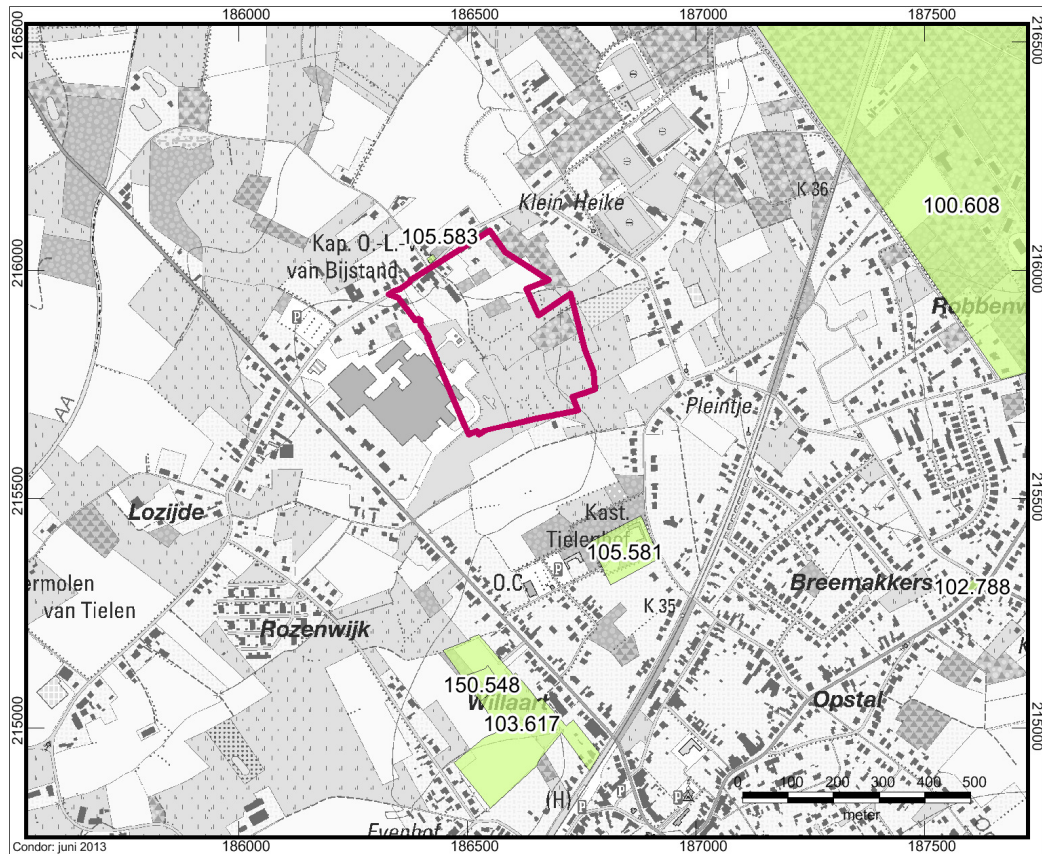 186000
186500
187000
187500
216500
216500
K 36
Klein Heike
100.608
Kap. O.-L.-
105.583
van Bijstand
216000
216000
P
AA
Pleintje
215500
215500
Lozijde
Kast.
Tielenhof
105.581
P
O.C.
Breemakkers
102.788
van Tielen
K 35
Rozenwijk
150.548
Willaart
103.617
Opstal
215000
215000
0 100 200 300 400 500
meter
(H)
P
P
P
Evenhof
Condor: juni 2013
186000
186500
187000
187500